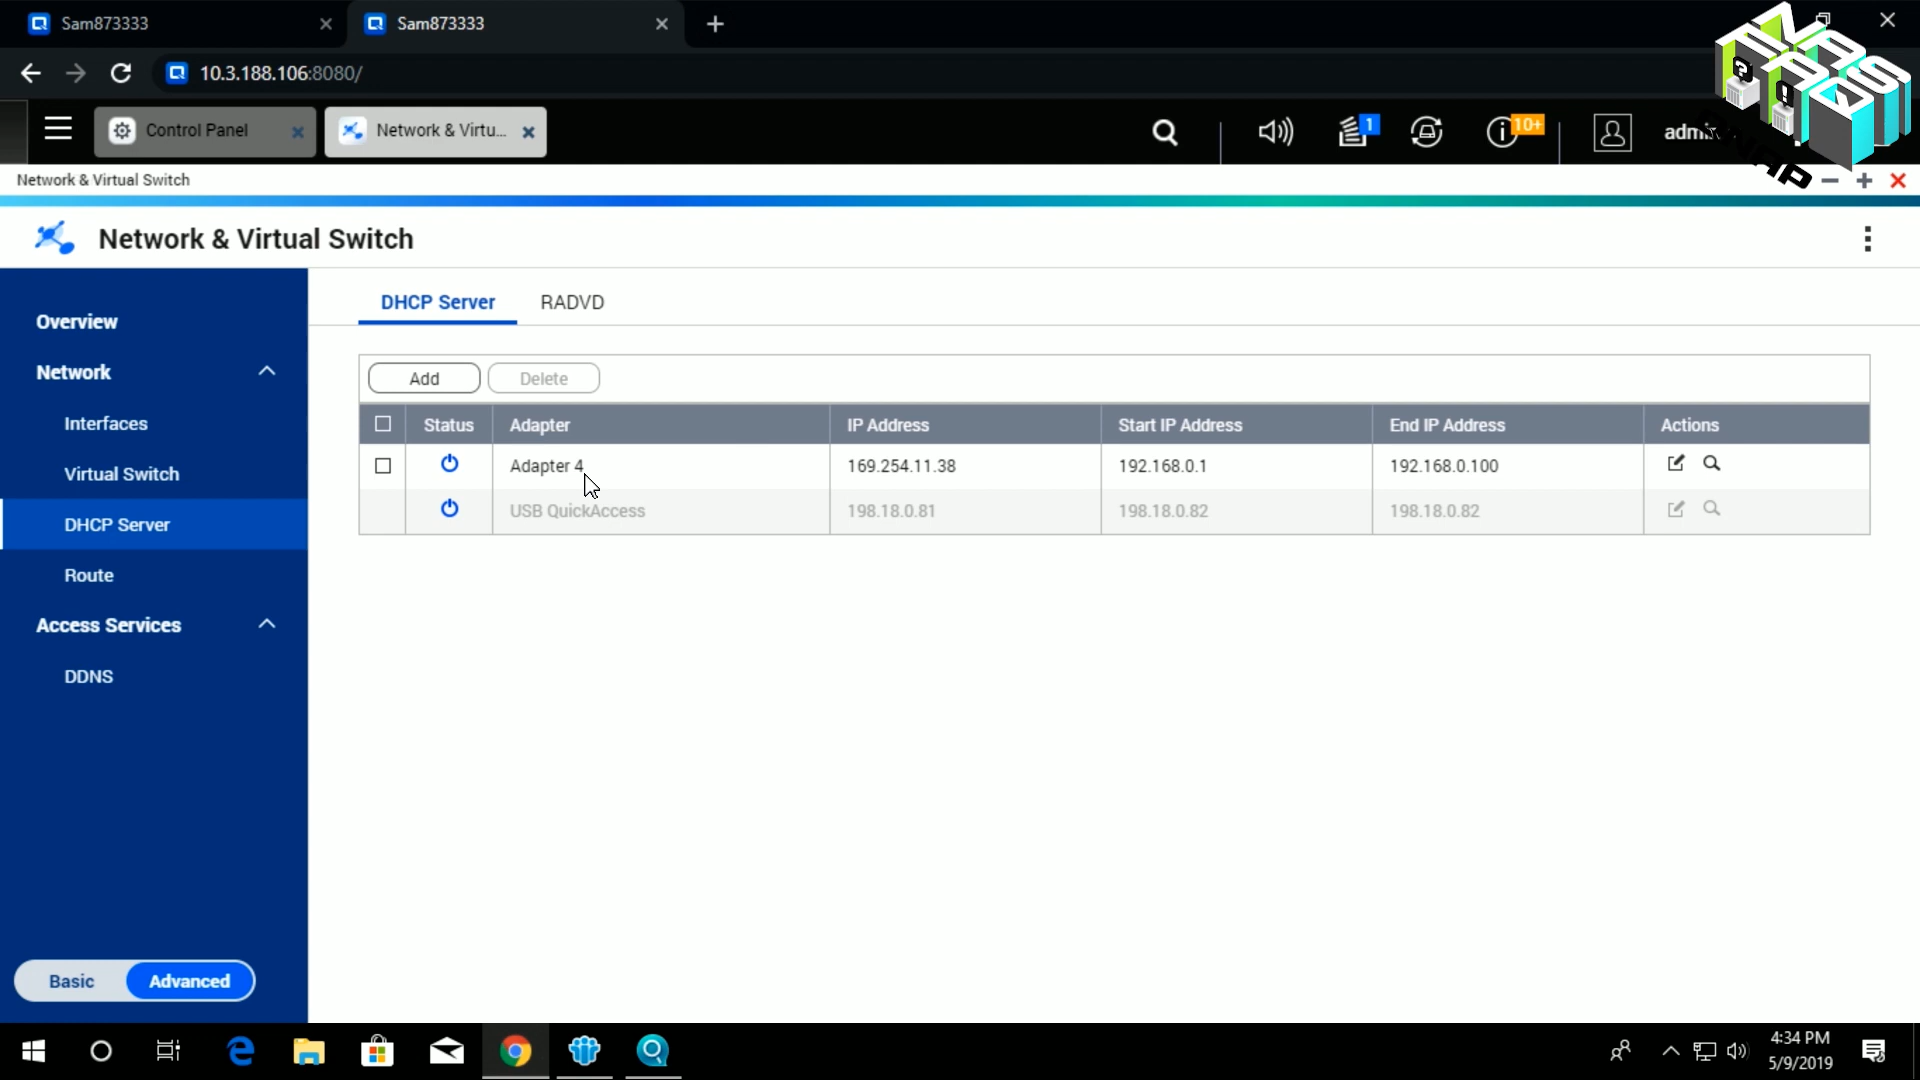 Sam873333
Sam873333
10.3.188.106:8080/
Control Panel
Network & Virtu...
1
10+
Network & Virtual Switch
Network & Virtual Switch
DHCP Server
RADVD
Overview
Network
Interfaces
Virtual Switch
DHCP Server
Route
Access Services
DDNS
Add
Delete
Status Adapter IP Address Start IP Address End IP Address Actions
Adapter 4 169.254.11.38 192.168.0.1 192.168.0.100
USB QuickAccess 198.18.0.81 198.18.0.82 198.18.0.82
Basic
Advanced
4:34 PM
5/9/2019